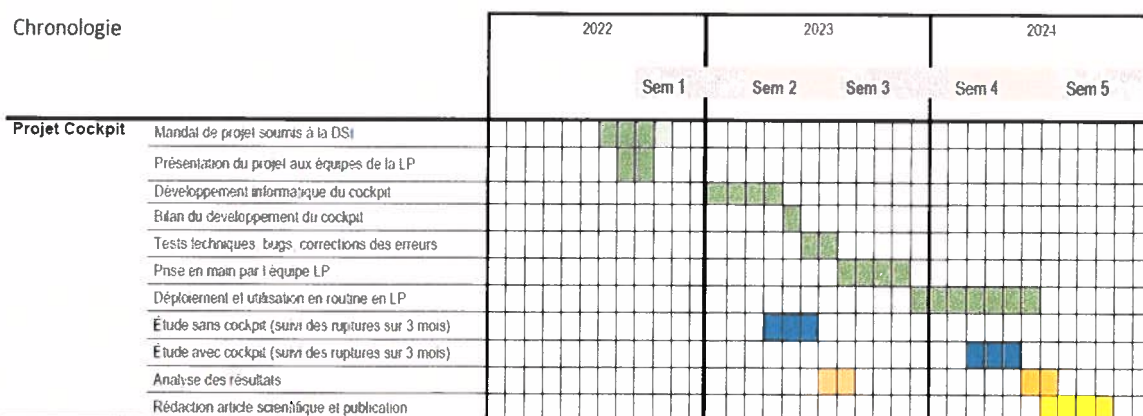 Chronologie
2022
2023
2024
Sem 1
Sem 2
Sem 3
Sem 4
Sem 5
Projet Cockpit
Mandat de projet soumis à la DSI
Présentation du projet aux équipes de la LP
Développement informatique du cockpit
Bilan du developpement du cockpit
Tests techniques, bugs, corrections des erreurs
Prise en main par l'équipe LP
Déploiement et utilisation en routine en LP
Étude sans cockpit (suivi des ruptures sur 3 mois)
Étude avec cockpit (suivi des ruptures sur 3 mois)
Analyse des résultats
Rédaction article scientifique et publication